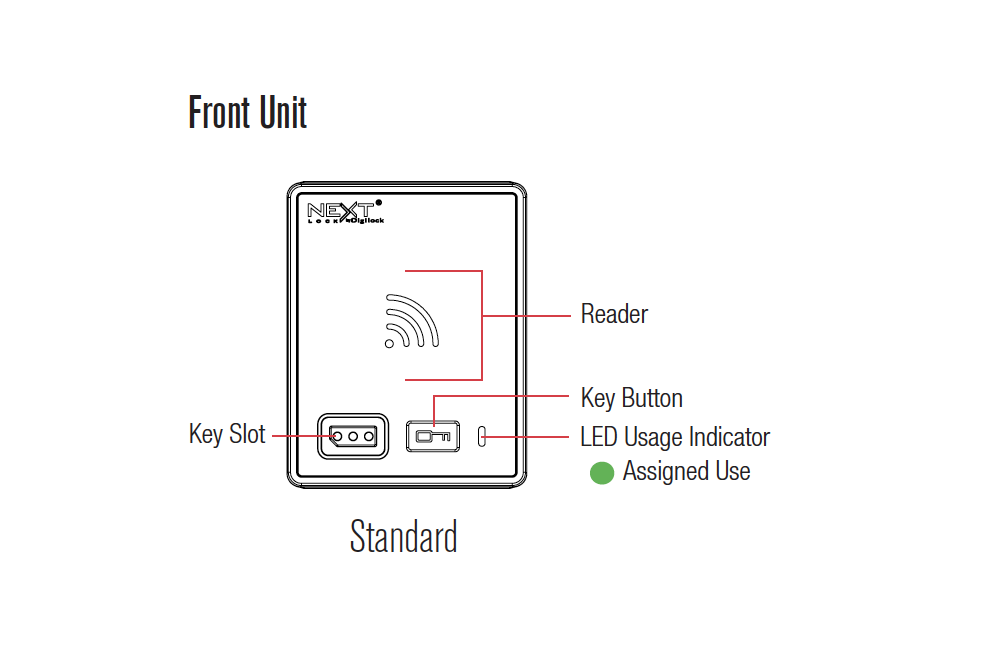 Front Unit
NEXT
LOCK by Digilock
Reader
Key Button
Key Slot
LED Usage Indicator
Assigned Use
Standard